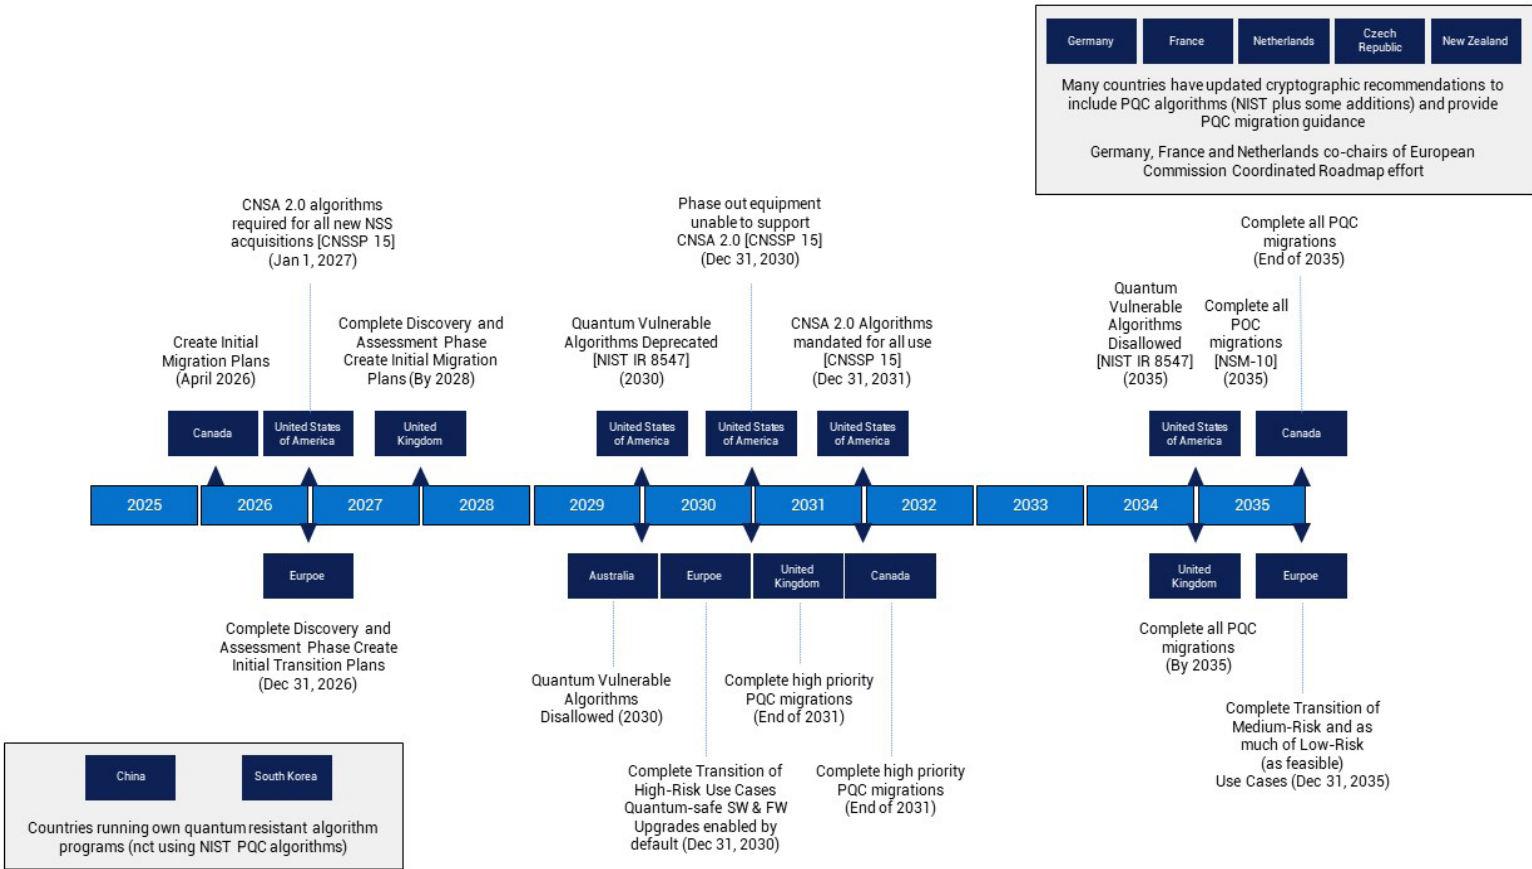 Germany
France
Netherlands
Czech
Republic
New Zealand
Many countries have updated cryptographic recommendations to
include PQC algorithms (NIST plus some additions) and provide
PQC migration guidance
Germany, France and Netherlands co-chairs of European
Commission Coordinated Roadmap effort
CNSA 2.0 algorithms
required for all new NSS
acquisitions [CNSSP 15]
(Jan 1, 2027)
Phase out equipment
unable to support
CNSA 2.0 [CNSSP 15]
(Dec 31, 2030)
Complete all PQC
migrations
(End of 2035)
Create Initial
Migration Plans
(April 2026)
Complete Discovery and
Assessment Phase
Create Initial Migration
Plans (By 2028)
Quantum Vulnerable
Algorithms Deprecated
[NIST IR 8547]
(2030)
CNSA 2.0 Algorithms
mandated for all use
[CNSSP 15]
(Dec 31, 2031)
Quantum
Vulnerable
Algorithms
Disallowed
[NIST IR 8547]
(2035)
Complete all
POC
migrations
[NSM-10]
(2035)
Canada
United States
of America
United
Kingdom
United States
of America
United States
of America
United States
of America
United States
of America
Canada
2025
2026
2027
2028
2029
2030
2031
2032
2033
2034
2035
Eurpoe
Australia
Eurpoe
United
Kingdom
Canada
United
Kingdom
Eurpoe
Complete Discovery and
Assessment Phase Create
Initial Transition Plans
(Dec 31, 2026)
Quantum Vulnerable
Algorithms
Disallowed (2030)
Complete Transition of
High-Risk Use Cases
Quantum-safe SW & FW
Upgrades enabled by
default (Dec 31, 2030)
Complete high priority
PQC migrations
(End of 2031)
Complete high priority
PQC migrations
(End of 2031)
Complete all PQC
migrations
(By 2035)
Complete Transition of
Medium-Risk and as
much of Low-Risk
(as feasible)
Use Cases (Dec 31, 2035)
China
South Korea
Countries running own quantum resistant algorithm
programs (nct using NIST PQC algorithms)